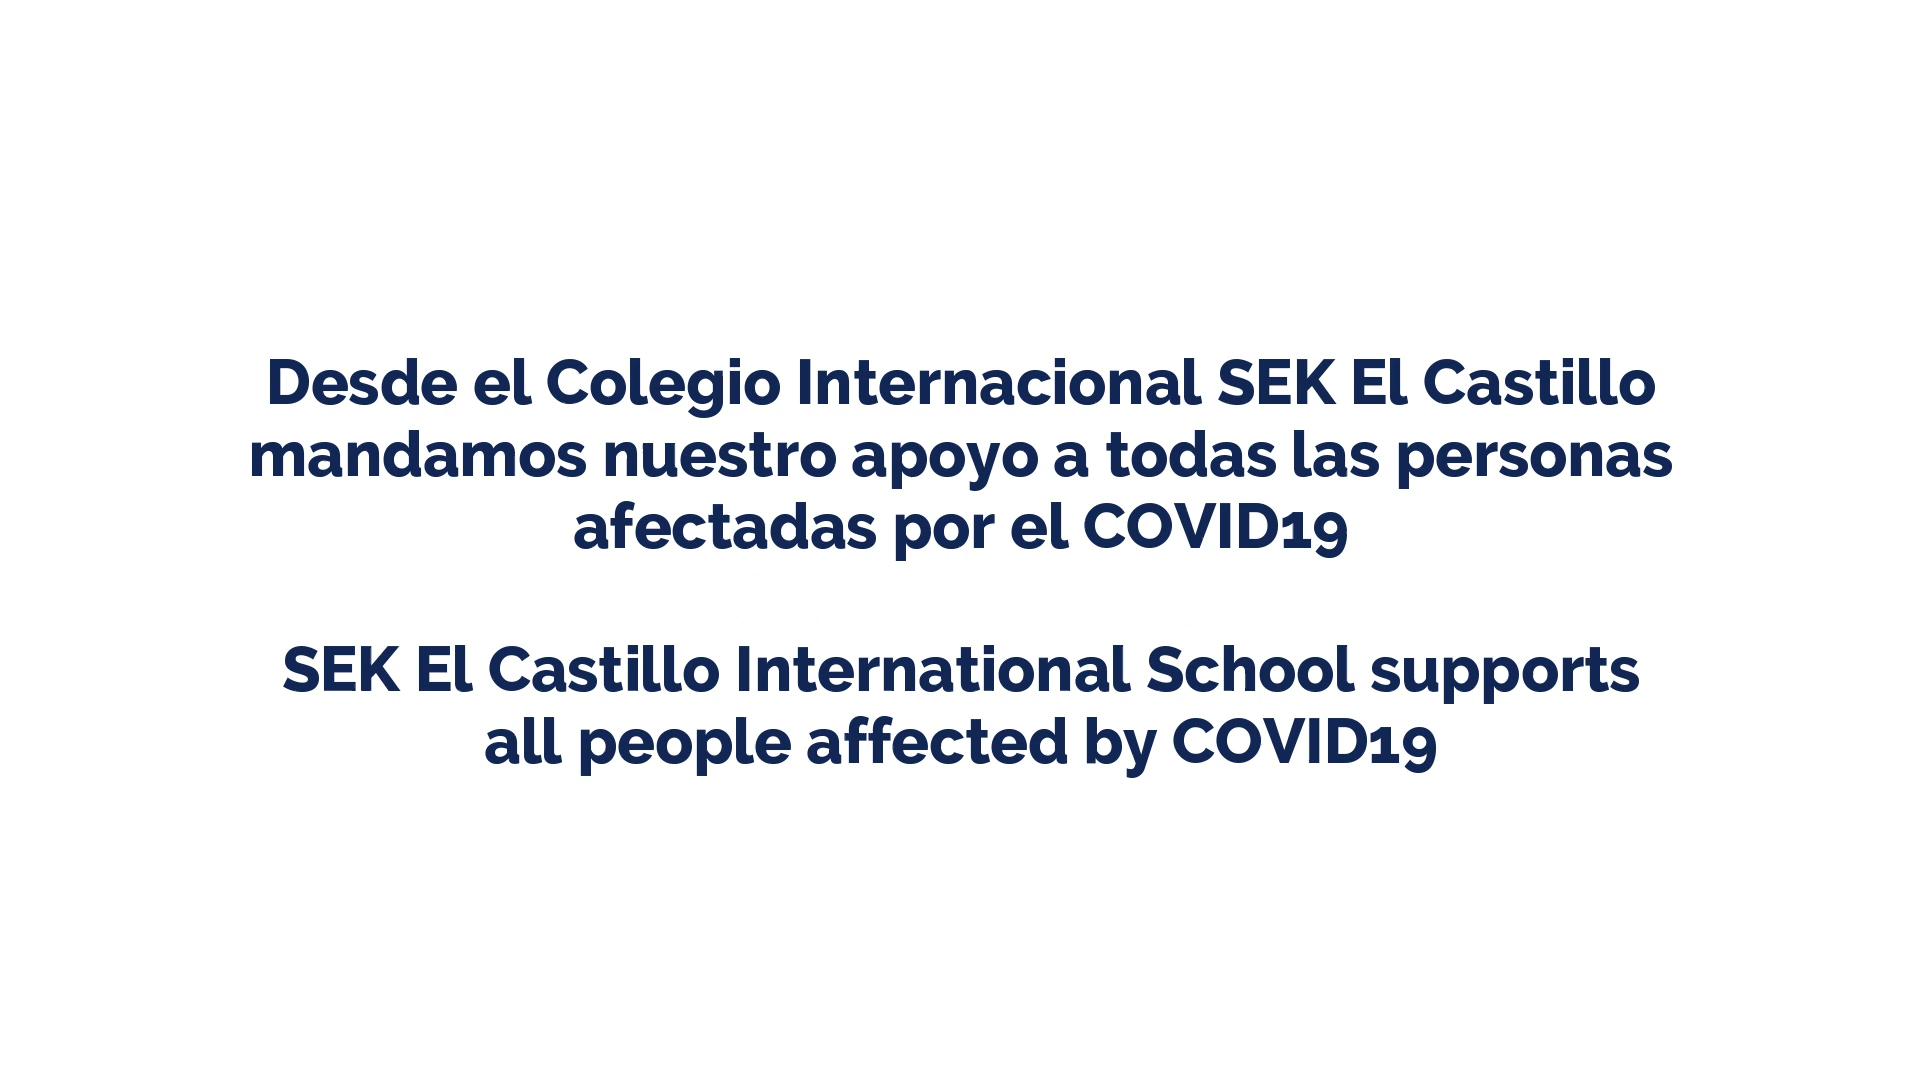 Desde el Colegio Internacional SEK El Castillo
mandamos nuestro apoyo a todas las personas
afectadas por el COVID19
SEK El Castillo International School supports
all people affected by COVID19